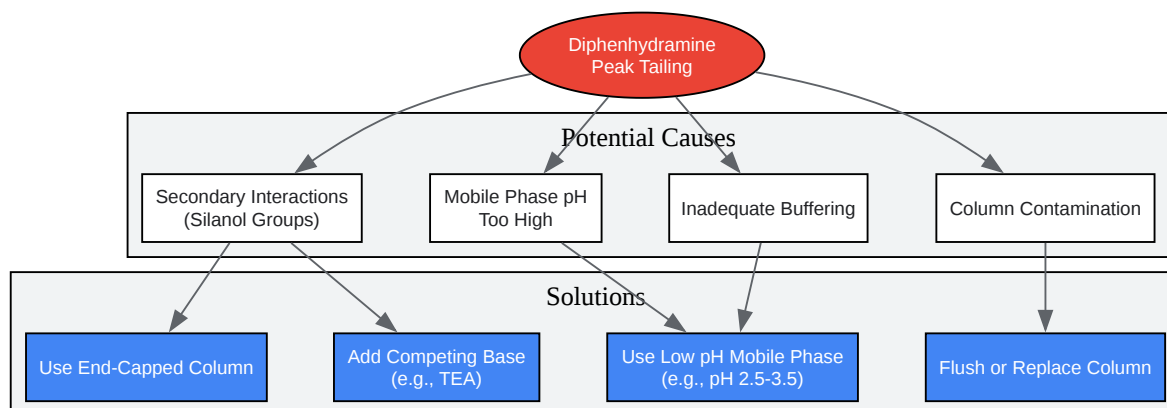 Diphenhydramine
Peak Tailing
Potential Causes
Secondary Interactions
(Silanol Groups)
Mobile Phase pH
Too High
Inadequate Buffering
Column Contamination
Solutions
Use End-Capped Column
Add Competing Base
(e.g., TEA)
Use Low pH Mobile Phase
(e.g., pH 2.5-3.5)
Flush or Replace Column